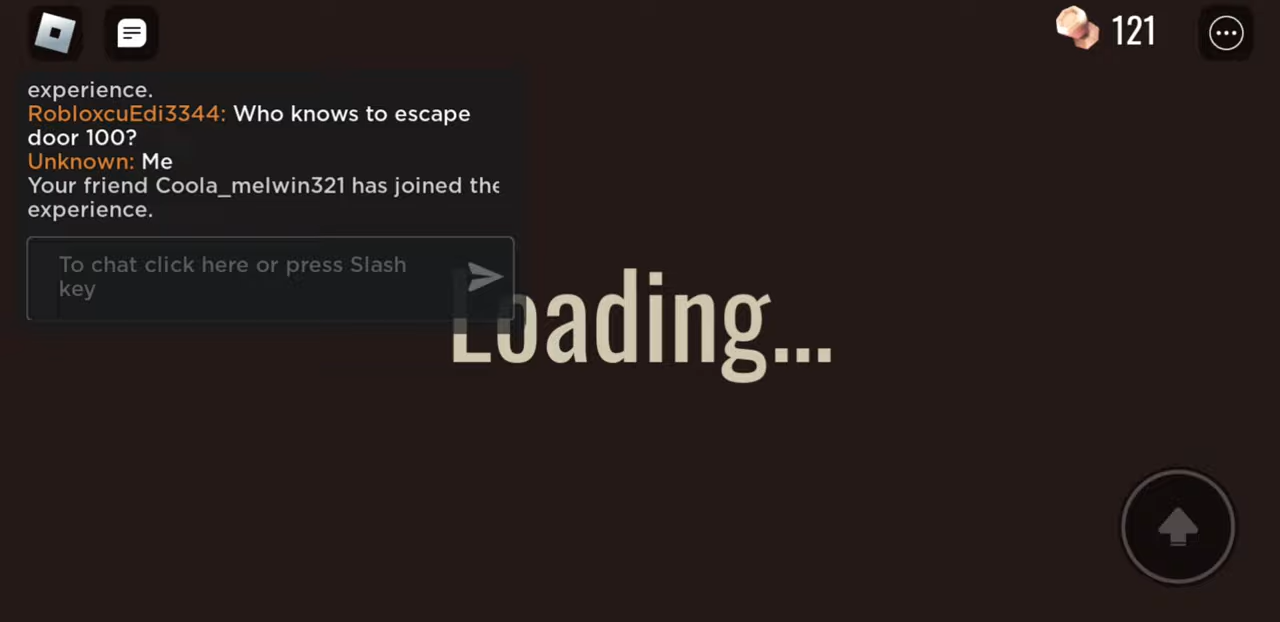 121
experience.
RobloxcuEdi3344: Who knows to escape
door 100?
Unknown: Me
Your friend Coola_melwin321 has joined the
experience.
To chat click here or press Slash
key
Loading...